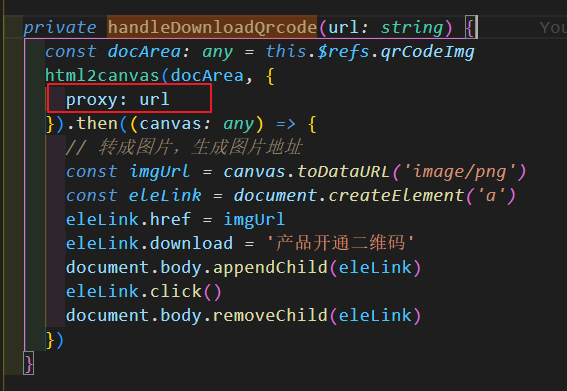 private handleDownloadQrcode(url: string) { You
const docArea: any = this.$refs.qrCodeImg
html2canvas(docArea, {
proxy: url
}).then((canvas: any) => {
// 转成图片，生成图片地址
const imgUrl = canvas.toDataURL('image/png')
const eleLink = document.createElement('a')
eleLink.href = imgUrl
eleLink.download = '产品开通二维码'
document.body.appendChild(eleLink)
eleLink.click()
document.body.removeChild(eleLink)
})
}